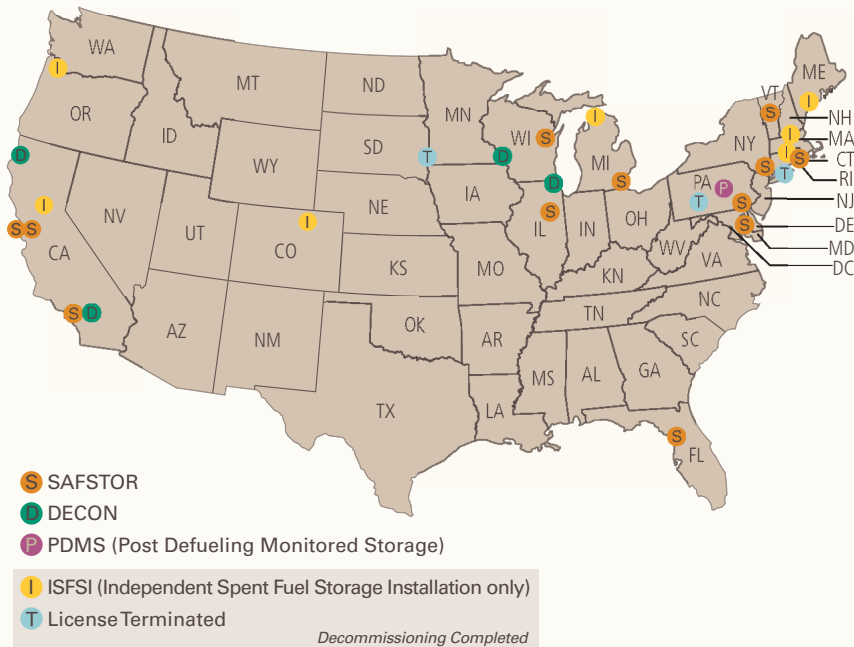 WA
ME
MT
ND
VT
I
I
MN
OR
S
NH
I
ID
WI
S
I
MA
NY
SD
I
S
CT
D
WY
T
D
MI
S
T
RI
D
S
PA
P
IA
T
S
NJ
NE
I
S
OH
S
DE
NV
I
IL
IN
UT
CO
WV
MD
S
S
CA
VA
DC
KS
MO
KN
NC
S
D
TN
OK
AZ
AR
SC
NM
MS
AL
GA
TX
LA
S
FL
S SAFSTOR
D DECON
P PDMS (Post Defueling Monitored Storage)
I ISFSI (Independent Spent Fuel Storage Installation only)
T License Terminated
Decommissioning Completed